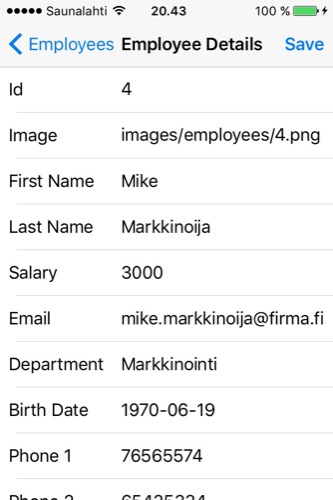 Saunalahti 20.43 100 %
Employees Employee Details Save
Id 4
Image images/employees/4.png
First Name Mike
Last Name Markkinoija
Salary 3000
Email mike.markkinoija@firma.fi
Department Markkinointi
Birth Date 1970-06-19
Phone 1 76565574
Phone 2